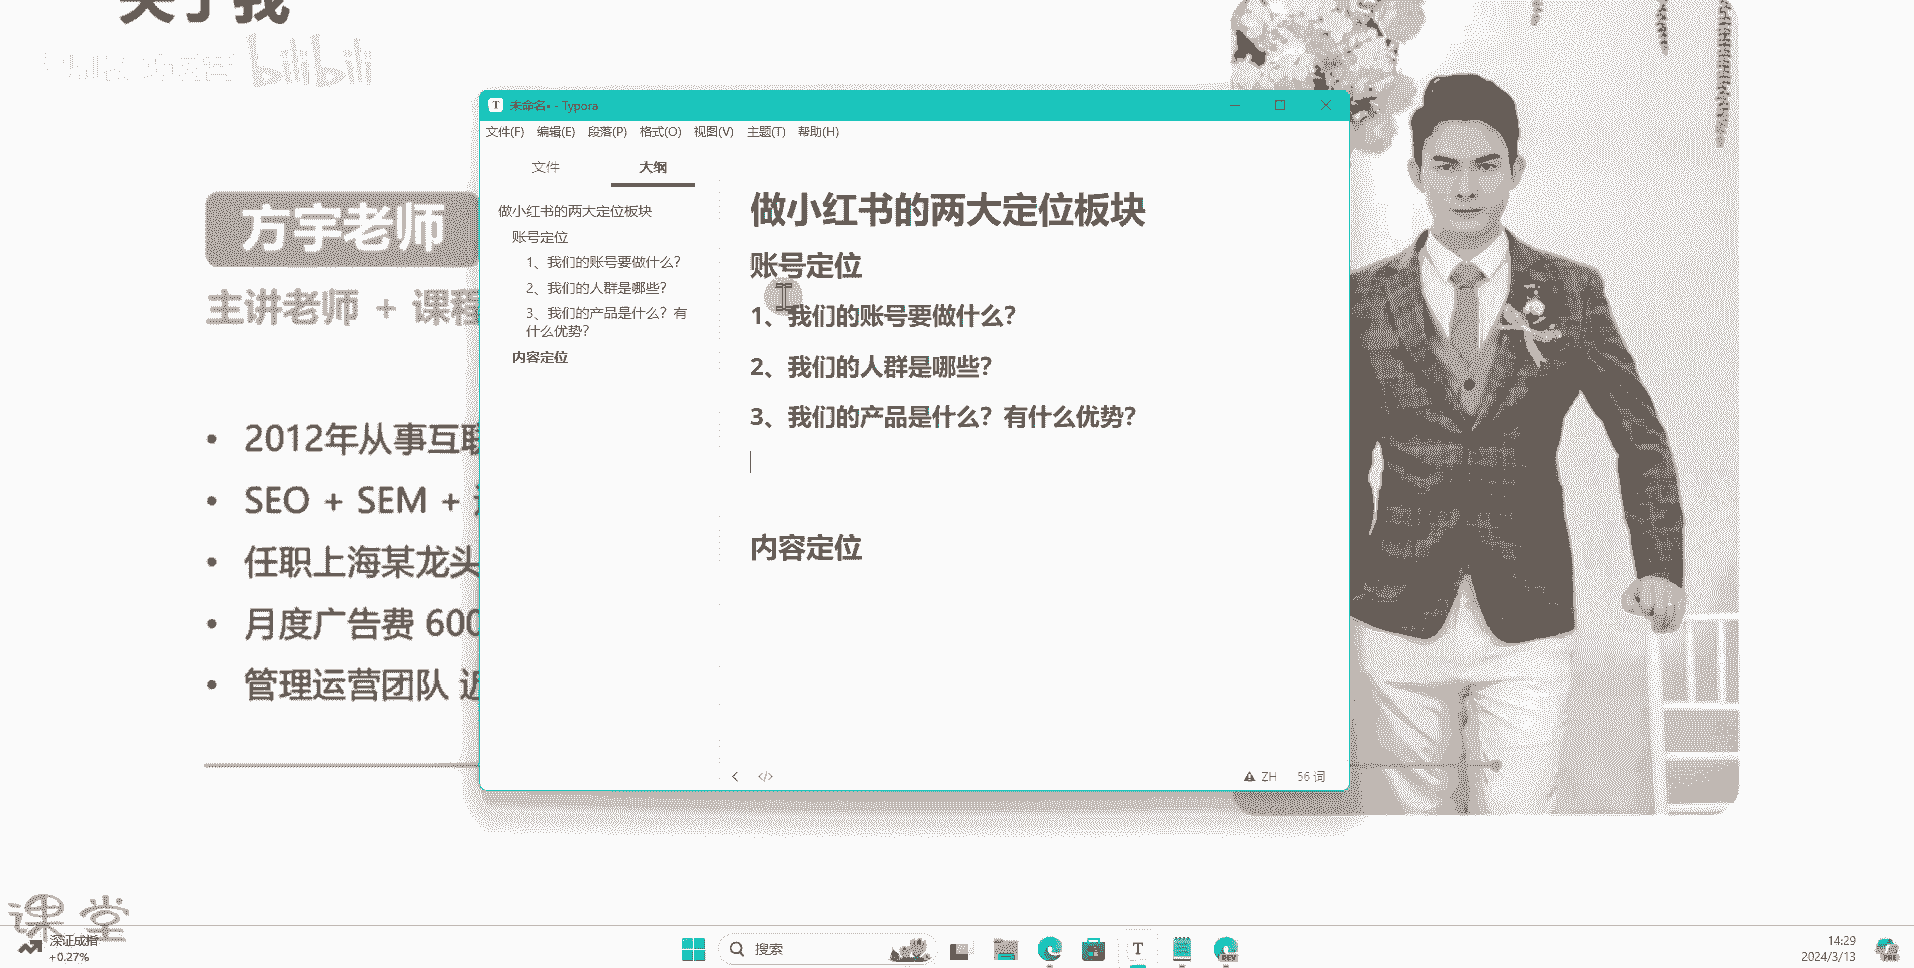 关于我
bilibili
方宇老师
主讲老师 + 课程
• 2012年从事互联
• SEO + SEM +
• 任职上海某龙头
• 月度广告费 600
• 管理运营团队 近
未命名• - Typora
文件(F) 编辑(E) 段落(P) 格式(O) 视图(V) 主题(T) 帮助(H)
文件 大纲
做小红书的两大定位板块
账号定位
1、我们的账号要做什么？
2、我们的人群是哪些？
3、我们的产品是什么？有
什么优势？
内容定位
做小红书的两大定位板块
账号定位
1、我们的账号要做什么？
2、我们的人群是哪些？
3、我们的产品是什么？有什么优势？
内容定位
ZH 56 词
课堂
深证成指
+0.27%
搜索
DEV
14:29
2024/3/13
PRE